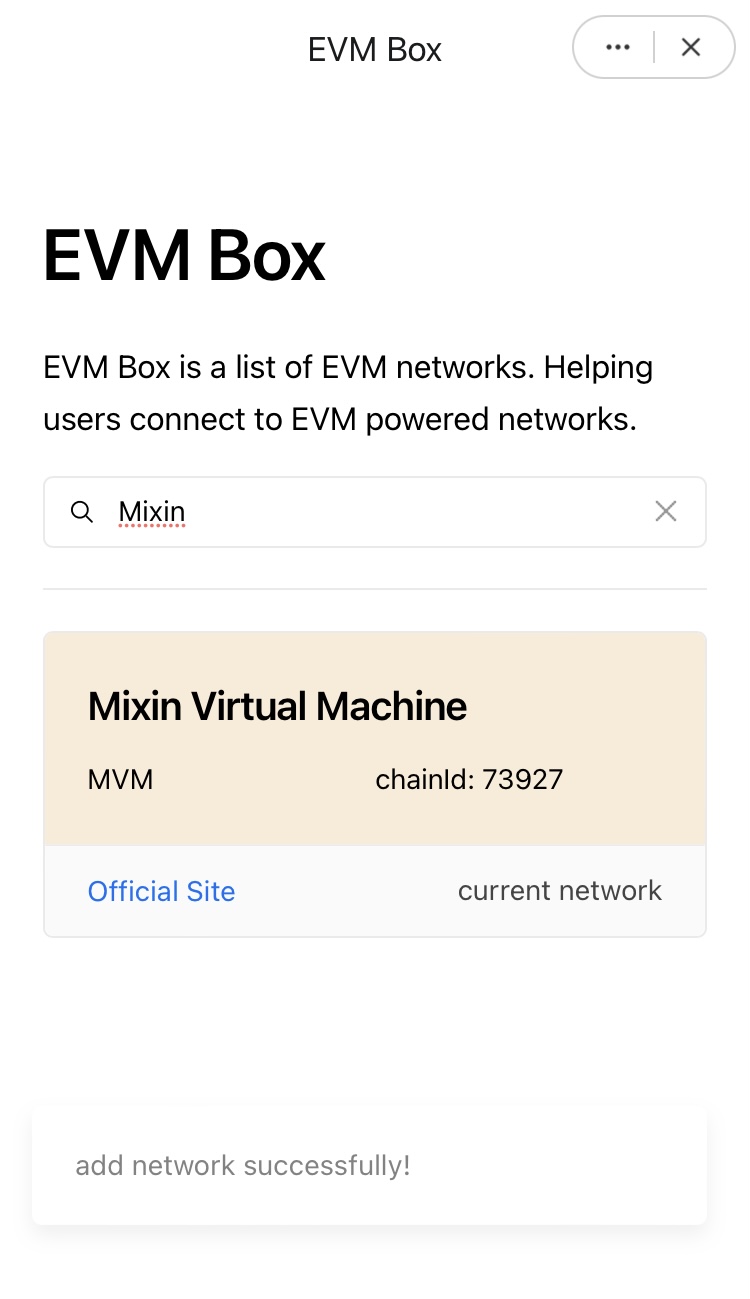 EVM Box
EVM Box
EVM Box is a list of EVM networks. Helping
users connect to EVM powered networks.
Mixin
Mixin Virtual Machine
MVM chainId: 73927
Official Site current network
add network successfully!